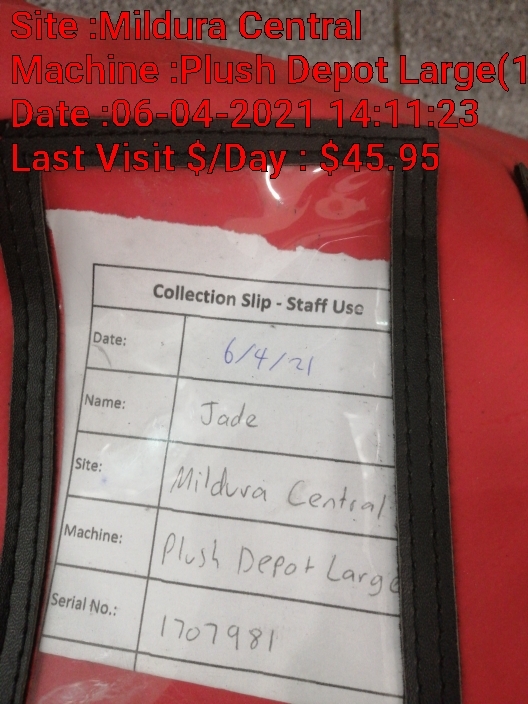 Site :Mildura Central
Machine :Plush Depot Large(1
Date :06-04-2021 14:11:23
Last Visit $/Day : $45.95
Collection Slip - Staff Use
Date: 6/4/21
Name: Jade
Site: Mildura Central
Machine: Plush Depot Large
Serial No.: 1707981